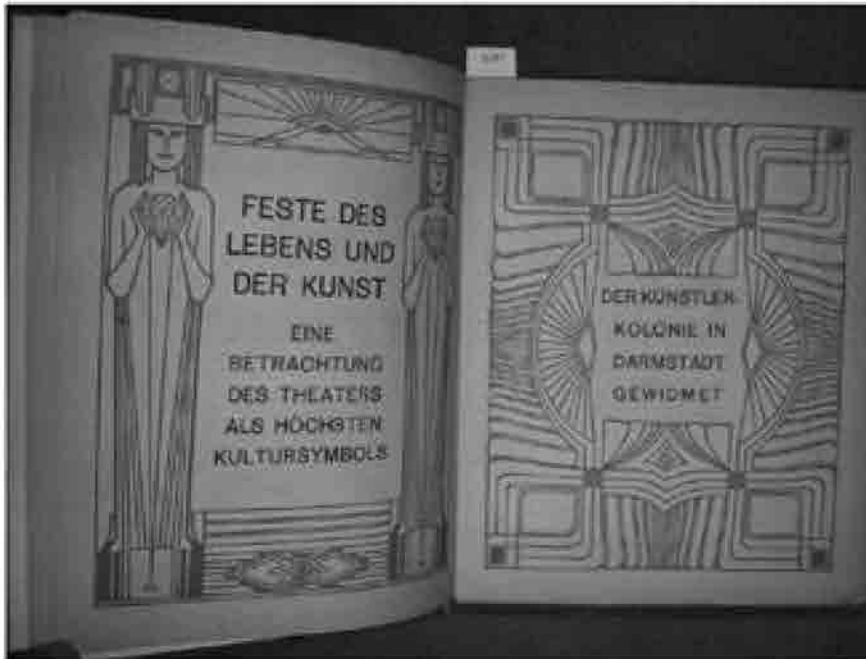 FESTE DES
LEBENS UND
DER KUNST
EINE
BETRACHTUNG
DES THEATERS
ALS HÖCHSTEN
KULTURSYMBOLS
DER KÜNSTLER-
KOLONIE IN
DARMSTADT
GEWIDMET